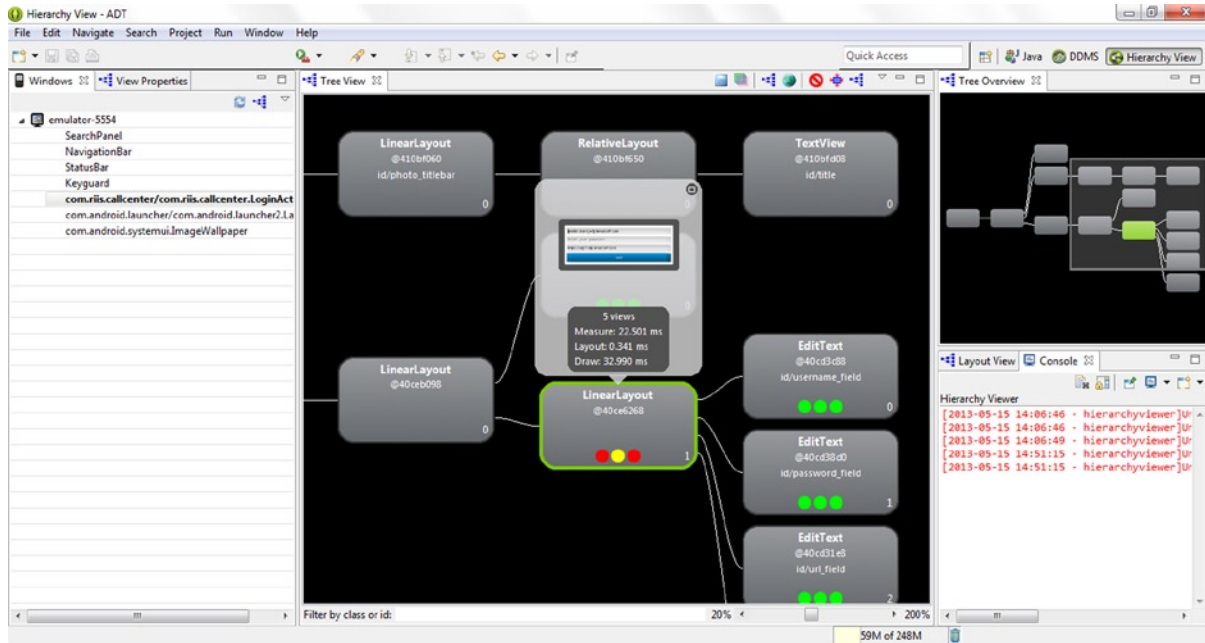 Hierarchy View - ADT
File Edit Navigate Search Project Run Window Help
Quick Access
Java
DDMS
Hierarchy View
Windows
View Properties
emulator-5554
SearchPanel
NavigationBar
StatusBar
Keyguard
com.riis.callcenter/com.riis.callcenter.LoginAct
com.android.launcher/com.android.launcher2.La
com.android.systemui.ImageWallpaper
Tree View
LinearLayout
@410bf060
id/photo_titlebar
0
RelativeLayout
@410bf650
0
TextView
@410bfd08
id/title
0
0
5 views
Measure: 22.501 ms
Layout: 0.341 ms
Draw: 32.990 ms
LinearLayout
@40ceb098
0
LinearLayout
@40ce6268
1
EditText
@40cd3c88
id/username_field
0
EditText
@40cd38d0
id/password_field
1
EditText
@40cd31e8
id/url_field
2
Filter by class or id:
20%
200%
Tree Overview
Layout View
Console
Hierarchy Viewer
[2013-05-15 14:06:46 - hierarchyviewer]Ur
[2013-05-15 14:06:46 - hierarchyviewer]Ur
[2013-05-15 14:06:49 - hierarchyviewer]Ur
[2013-05-15 14:51:15 - hierarchyviewer]Ur
[2013-05-15 14:51:15 - hierarchyviewer]Ur
59M of 248M